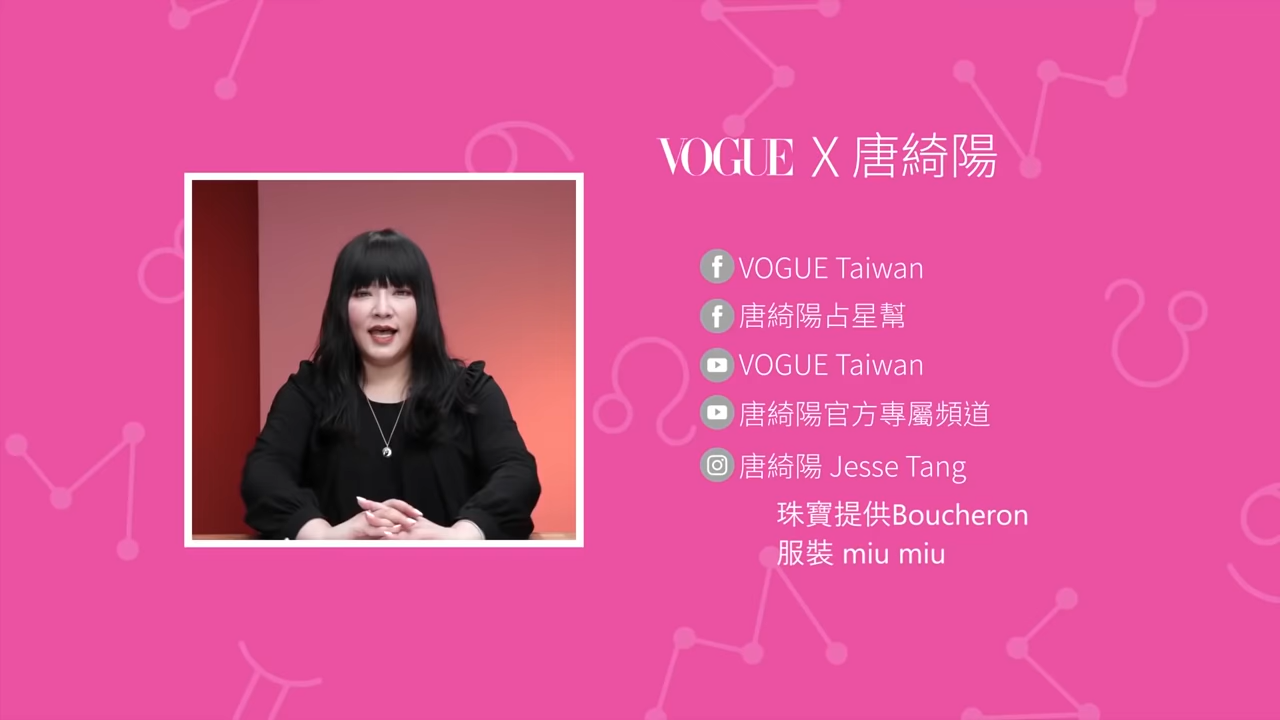 VOGUE X 唐綺陽
VOGUE Taiwan
唐綺陽占星幫
VOGUE Taiwan
唐綺陽官方專屬頻道
唐綺陽 Jesse Tang
珠寶提供Boucheron
服裝 miu miu